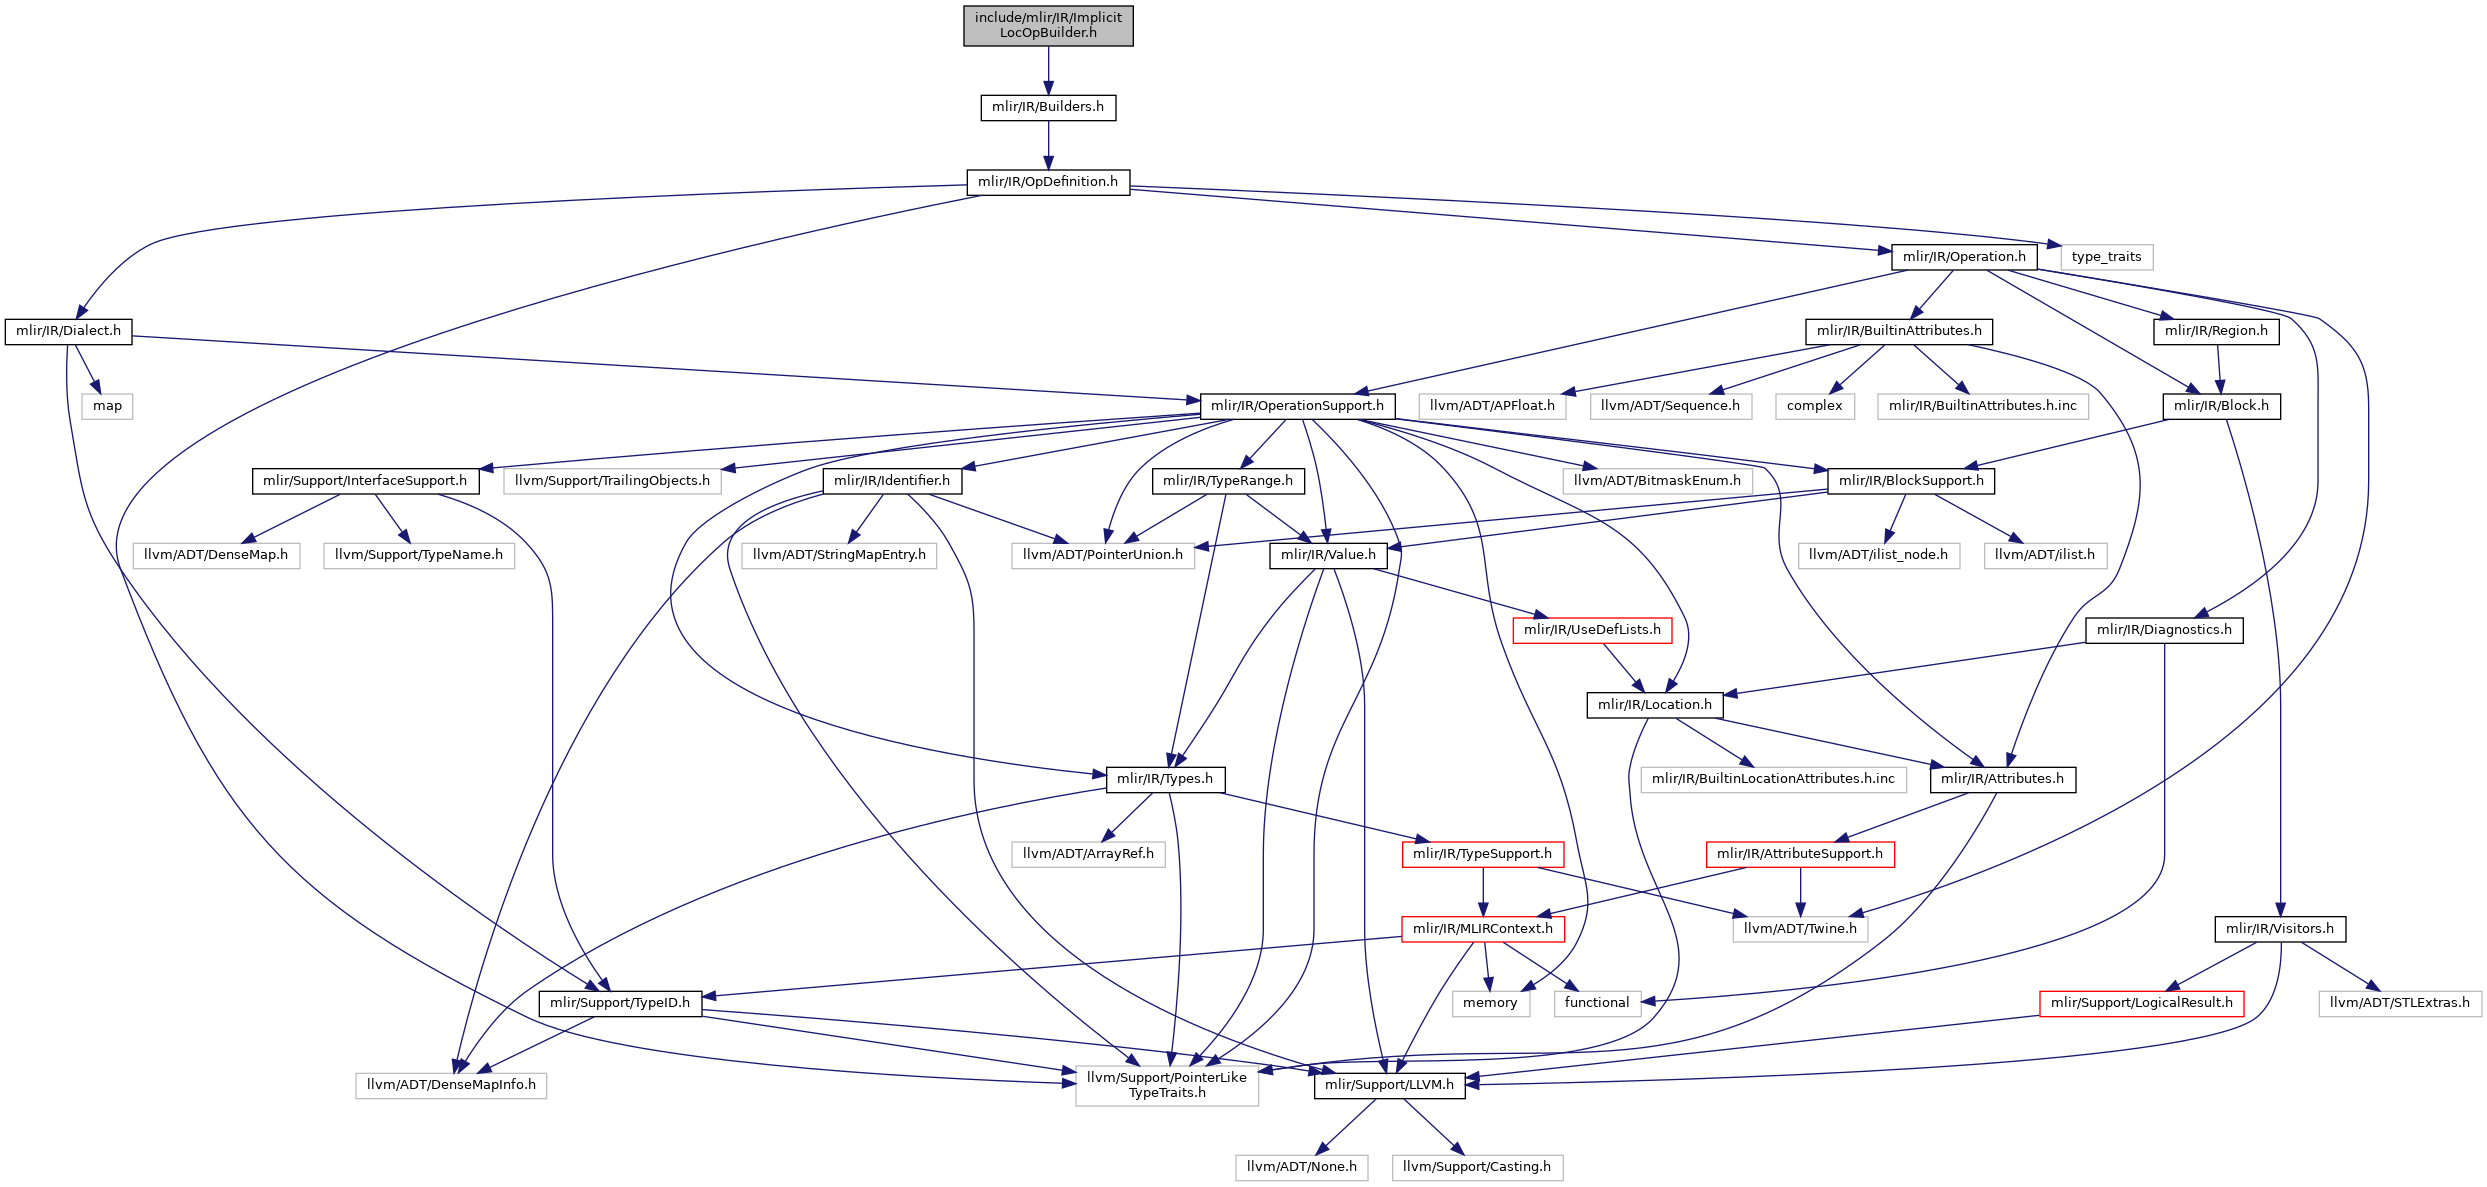 include/mlir/IR/Implicit
LocOpBuilder.h
mlir/IR/Builders.h
mlir/IR/OpDefinition.h
mlir/IR/Operation.h
type_traits
mlir/IR/Dialect.h
mlir/IR/BuiltinAttributes.h
mlir/IR/Region.h
map
mlir/IR/OperationSupport.h
llvm/ADT/APFloat.h
llvm/ADT/Sequence.h
complex
mlir/IR/BuiltinAttributes.h.inc
mlir/IR/Block.h
mlir/Support/InterfaceSupport.h
llvm/Support/TrailingObjects.h
mlir/IR/Identifier.h
mlir/IR/TypeRange.h
llvm/ADT/BitmaskEnum.h
mlir/IR/BlockSupport.h
llvm/ADT/DenseMap.h
llvm/Support/TypeName.h
llvm/ADT/StringMapEntry.h
llvm/ADT/PointerUnion.h
mlir/IR/Value.h
llvm/ADT/ilist_node.h
llvm/ADT/ilist.h
mlir/IR/UseDefLists.h
mlir/IR/Diagnostics.h
mlir/IR/Location.h
mlir/IR/Types.h
mlir/IR/BuiltinLocationAttributes.h.inc
mlir/IR/Attributes.h
llvm/ADT/ArrayRef.h
mlir/IR/TypeSupport.h
mlir/IR/AttributeSupport.h
mlir/IR/MLIRContext.h
llvm/ADT/Twine.h
mlir/IR/Visitors.h
mlir/Support/TypeID.h
memory
functional
mlir/Support/LogicalResult.h
llvm/ADT/STLExtras.h
llvm/ADT/DenseMapInfo.h
llvm/Support/PointerLike
TypeTraits.h
mlir/Support/LLVM.h
llvm/ADT/None.h
llvm/Support/Casting.h